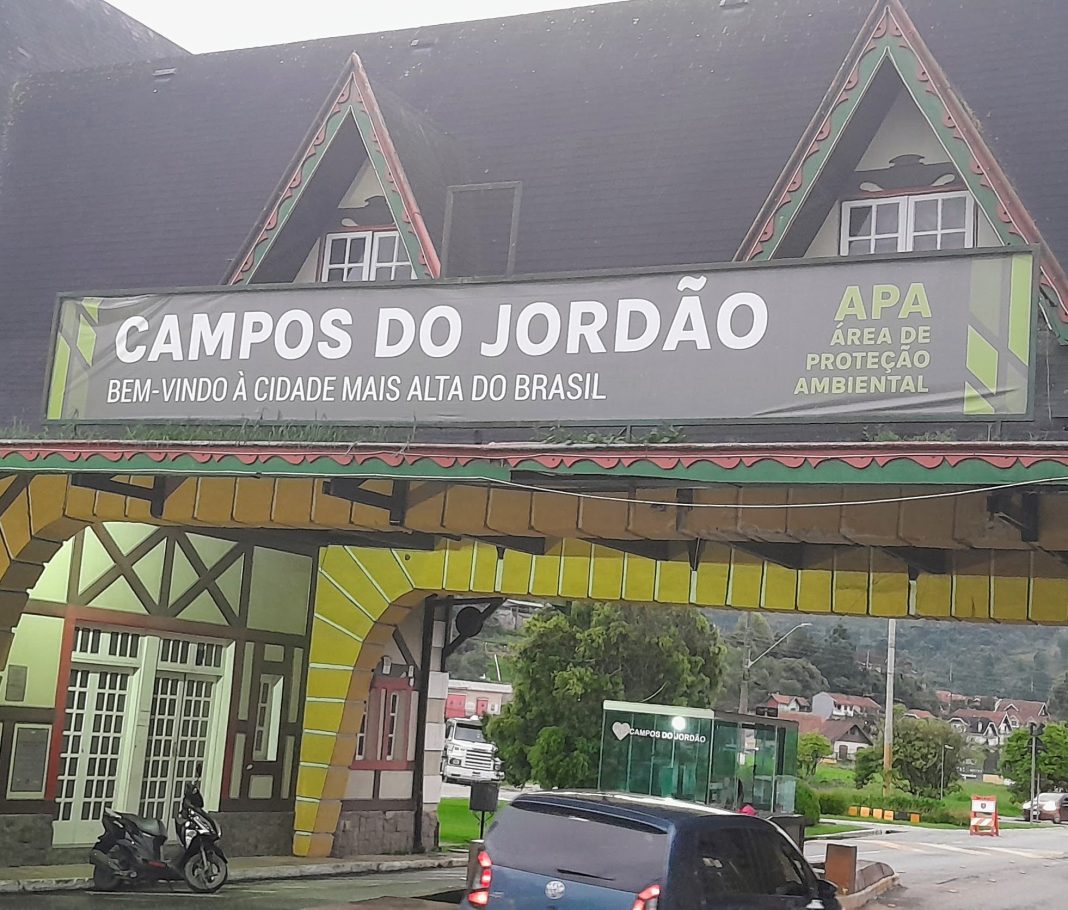 CAMPOS DO JORDÃO
BEM-VINDO À CIDADE MAIS ALTA DO BRASIL
APA
ÁREA DE
PROTEÇÃO
AMBIENTAL
CAMPOS DO JORDÃO